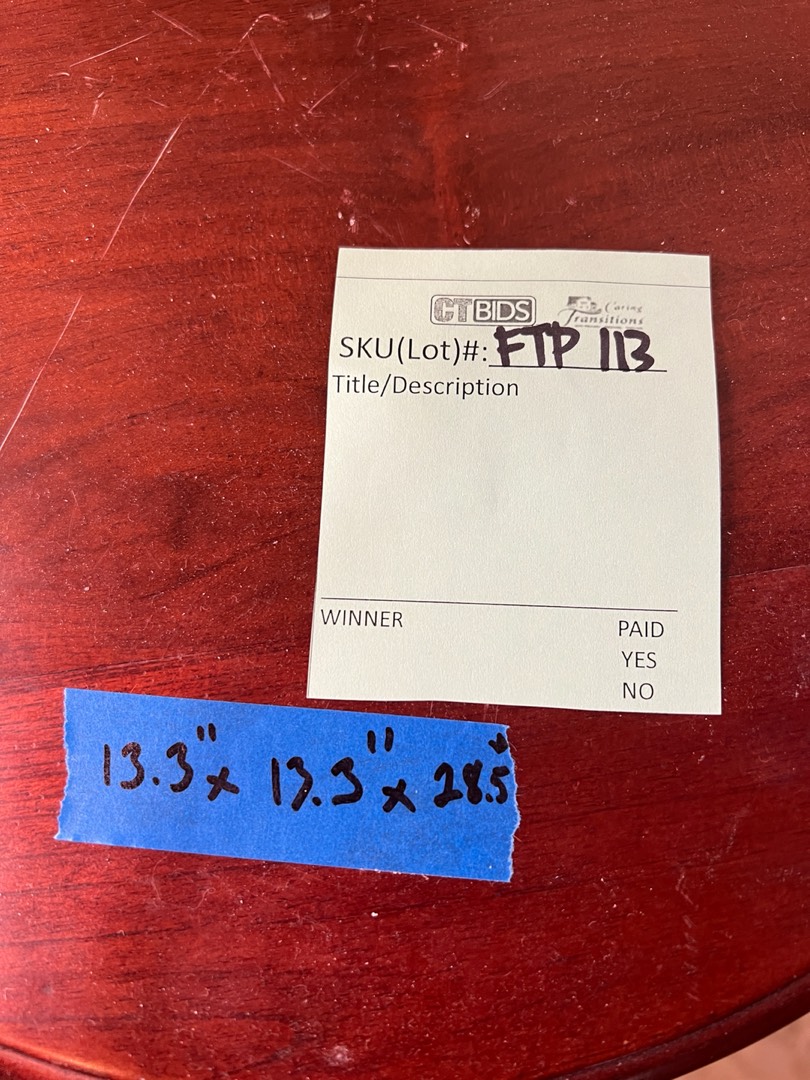 CTBIDS Caring Transitions
SKU(Lot)#: FTP 113
Title/Description
WINNER PAID
YES
NO
13.3" x 13.3" x 28.5"